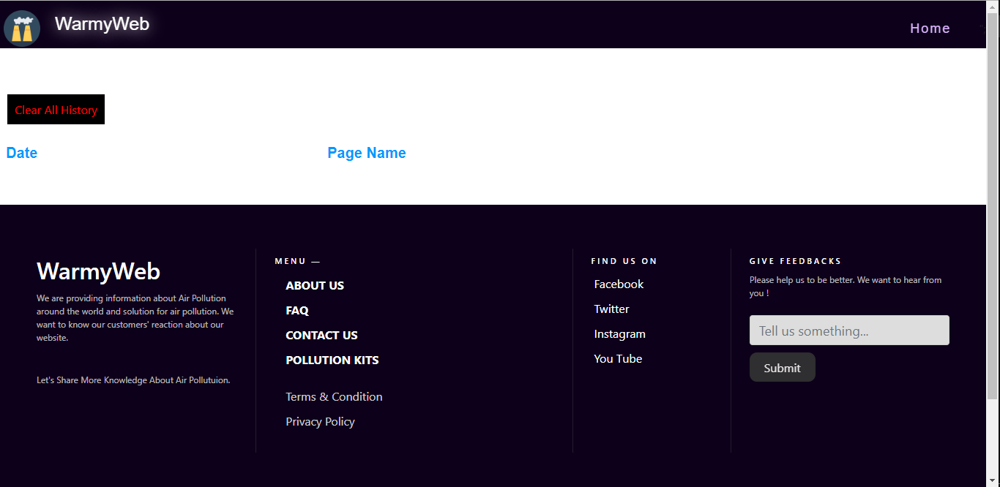 WarmyWeb
Home
Clear All History
Date
Page Name
WarmyWeb
We are providing information about Air Pollution
around the world and solution for air pollution. We
want to know our customers' reaction about our
website.
Let's Share More Knowledge About Air Pollutuion.
MENU —
ABOUT US
FAQ
CONTACT US
POLLUTION KITS
Terms & Condition
Privacy Policy
FIND US ON
Facebook
Twitter
Instagram
You Tube
GIVE FEEDBACKS
Please help us to be better. We want to hear from
you !
Tell us something...
Submit